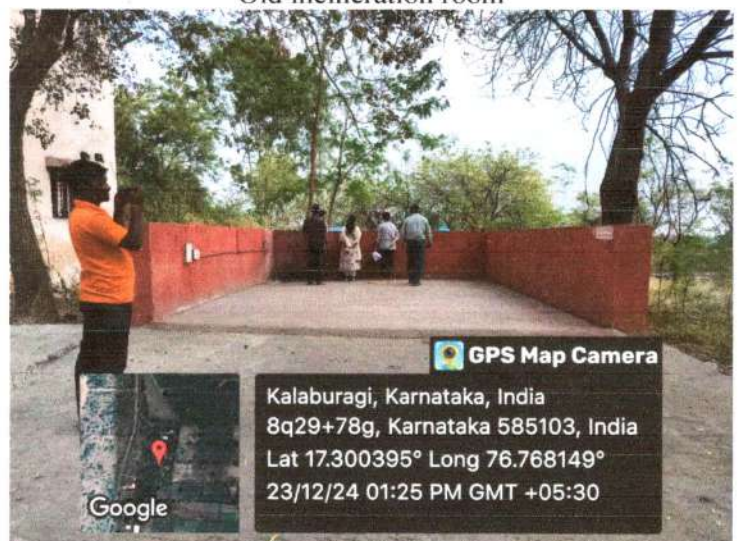 Old incineration room
GPS Map Camera
Kalaburagi, Karnataka, India
8q29+78g, Karnataka 585103, India
Lat 17.300395° Long 76.768149°
23/12/24 01:25 PM GMT +05:30
Google